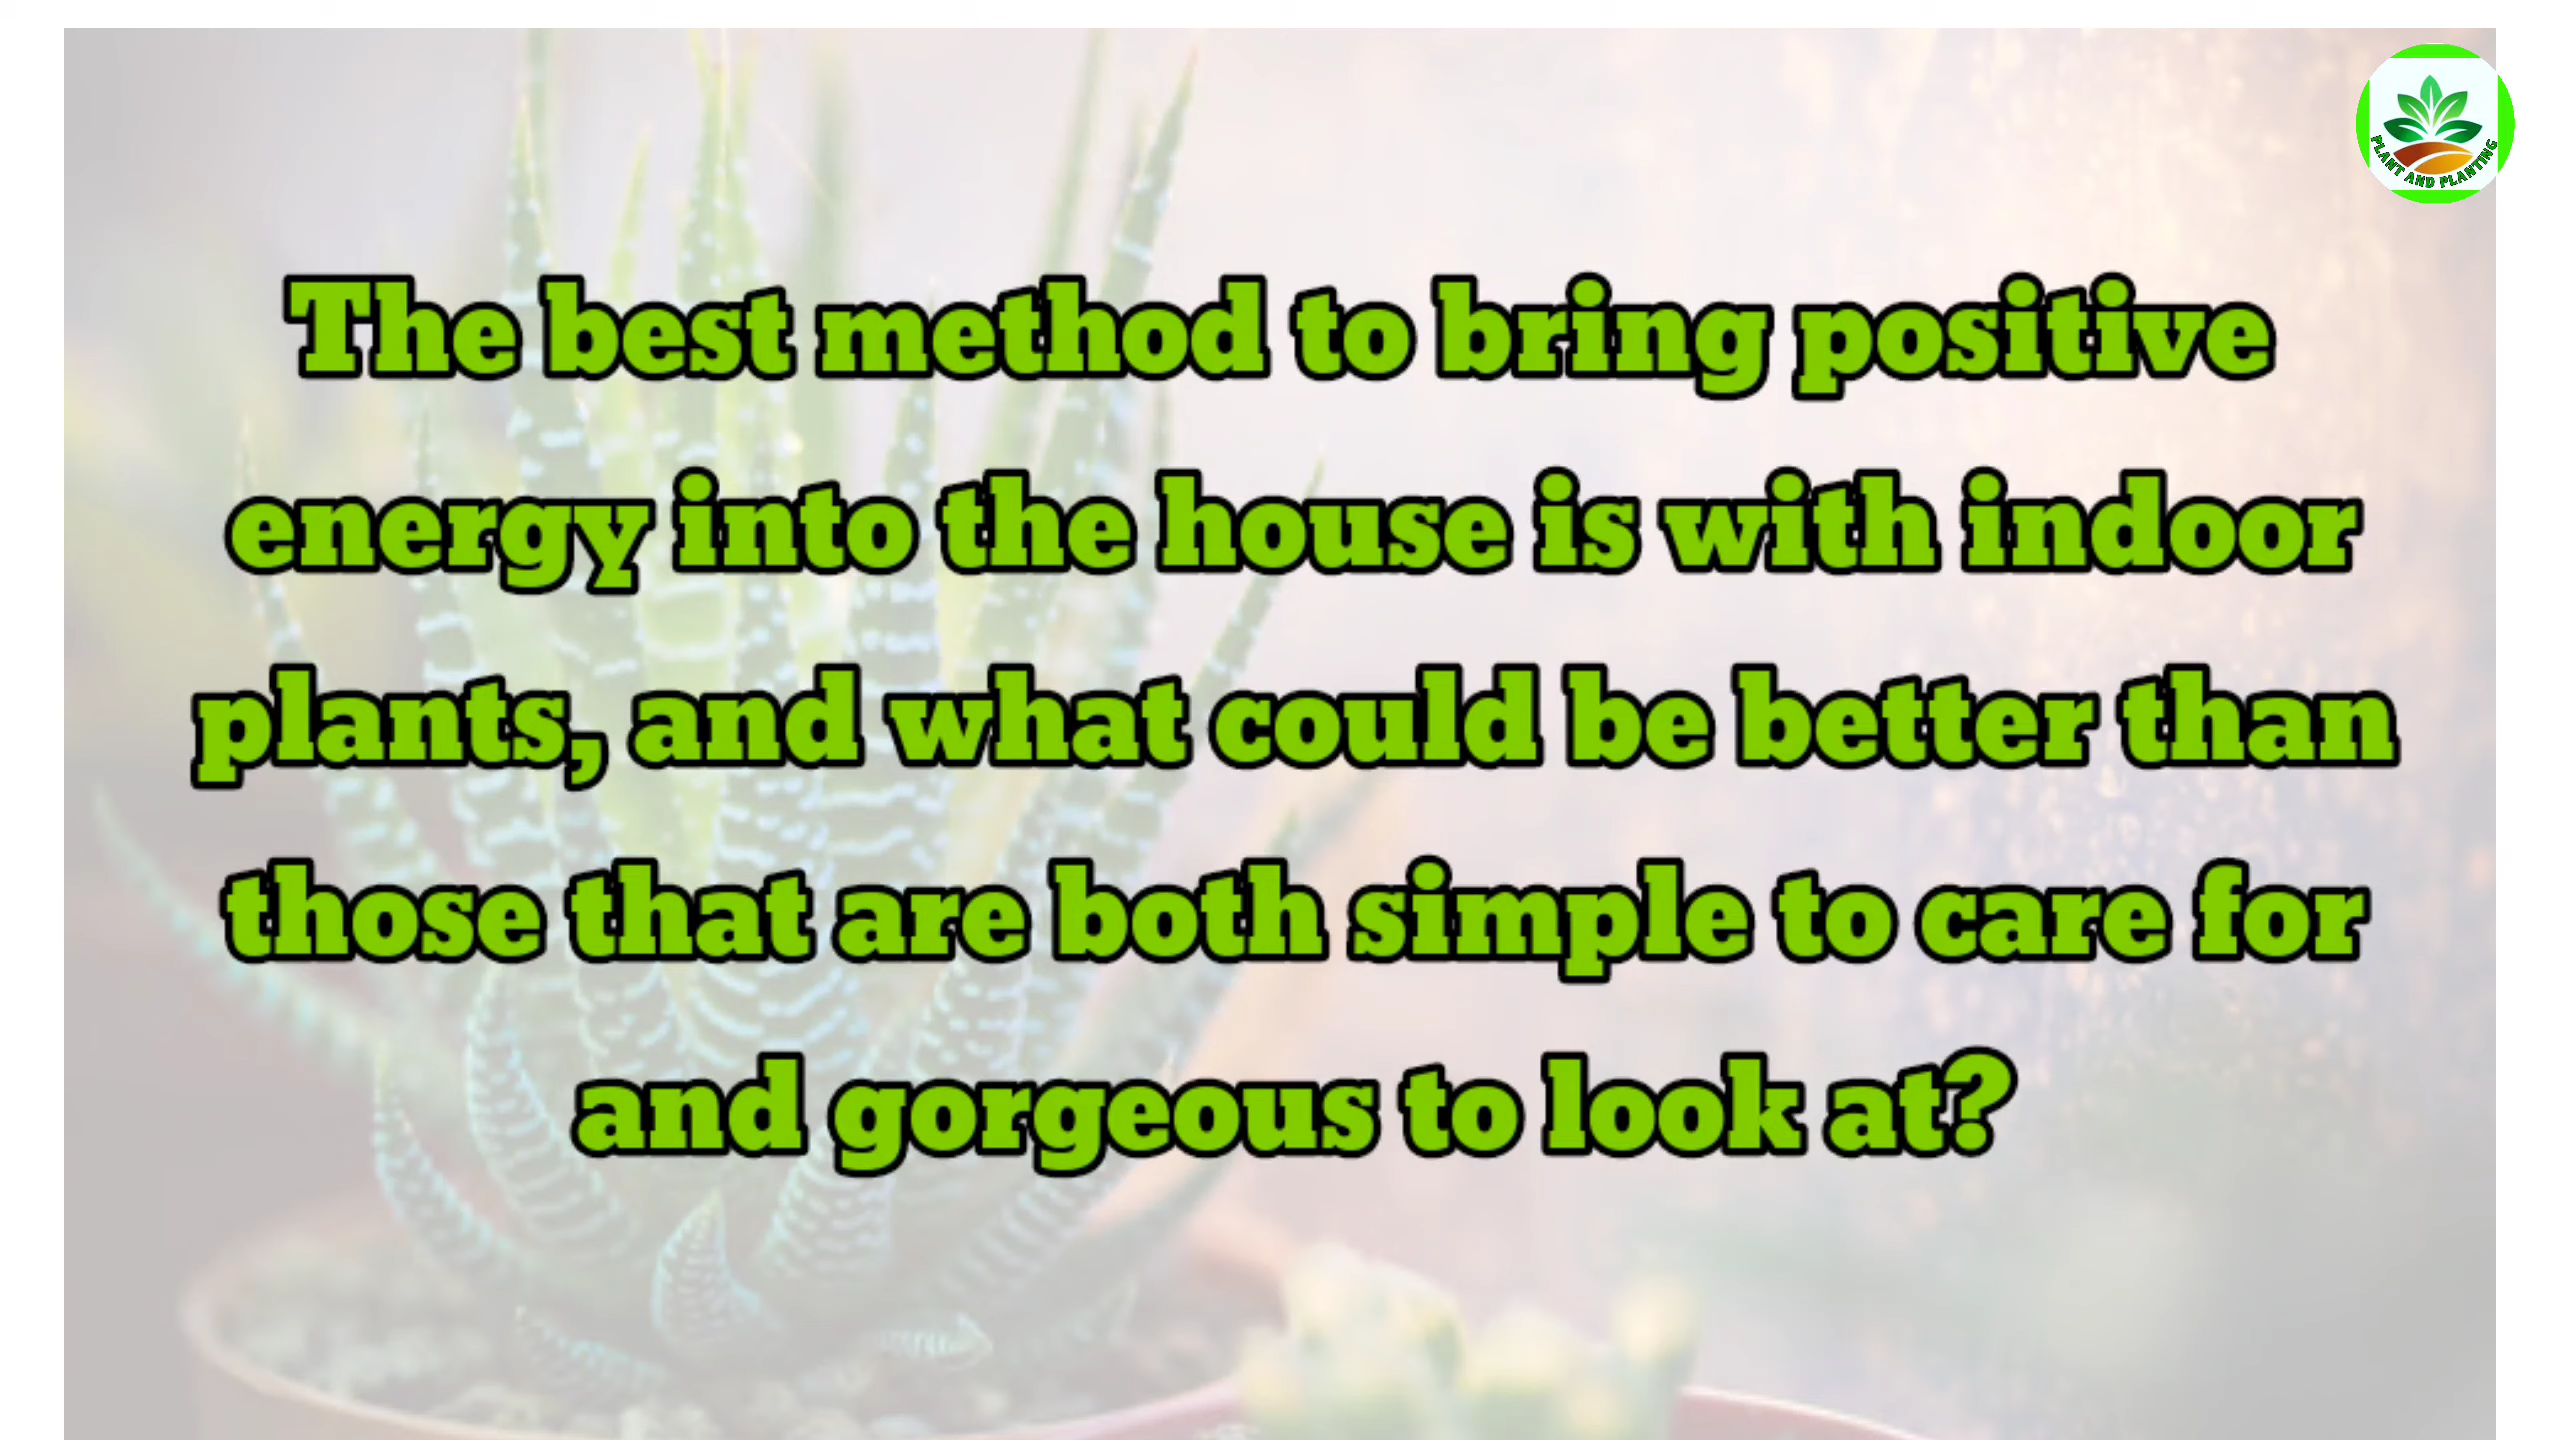 PLANT AND PLANTING
The best method to bring positive
energy into the house is with indoor
plants, and what could be better than
those that are both simple to care for
and gorgeous to look at?